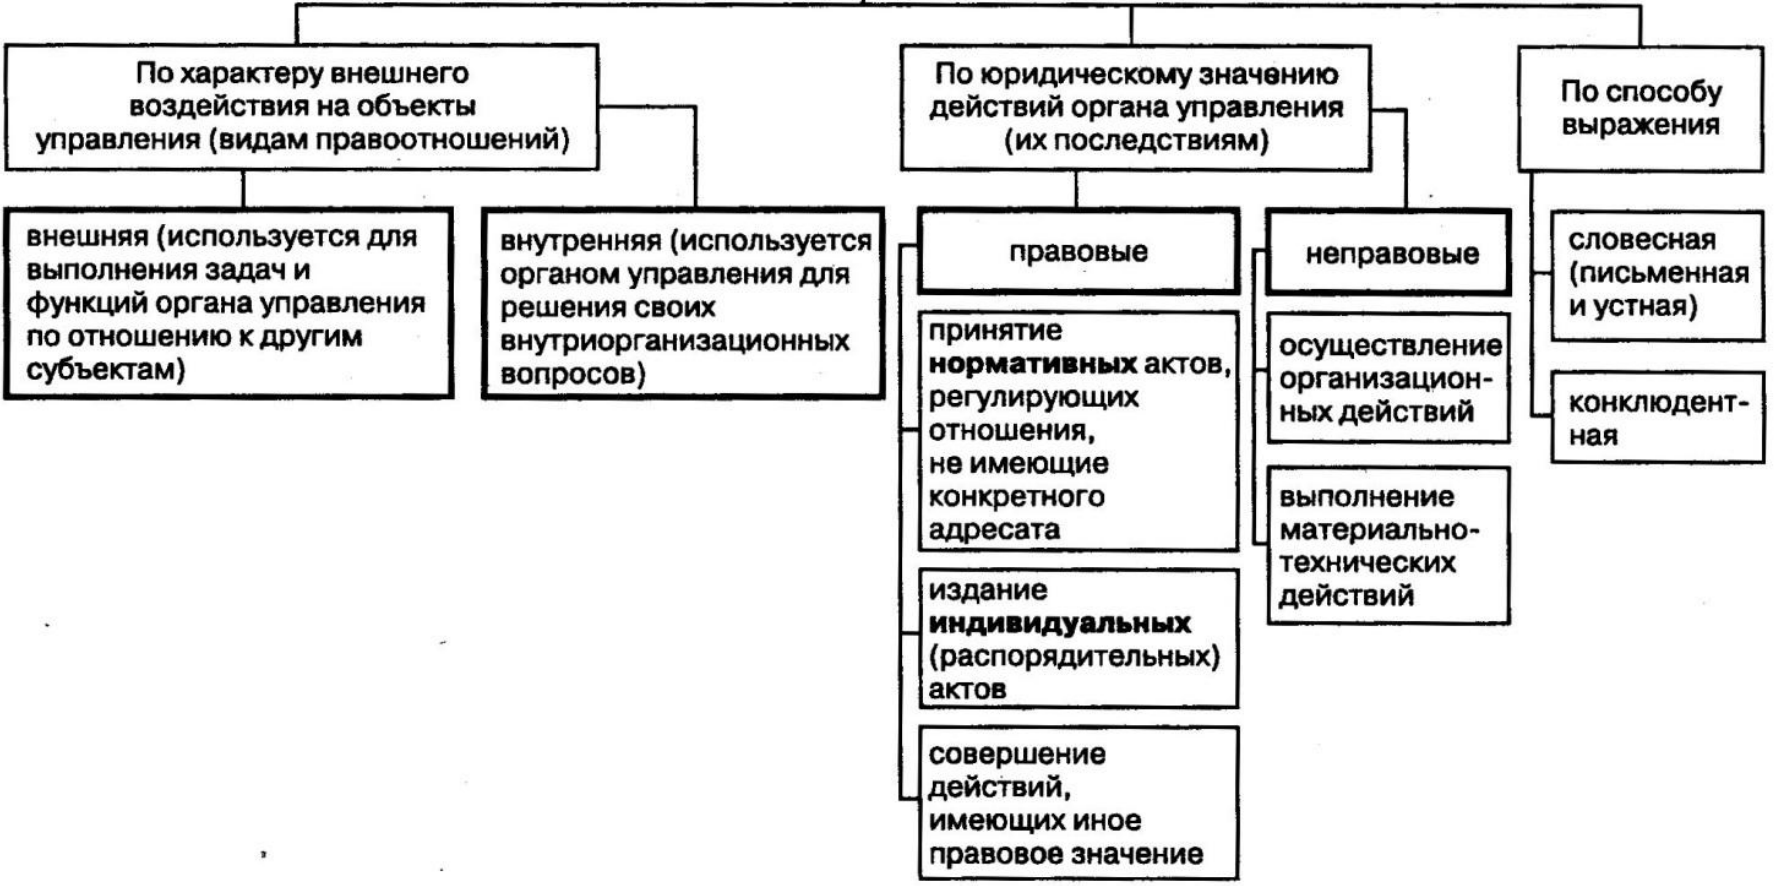 По характеру внешнего
воздействия на объекты
управления (видам правоотношений)
внешняя (используется для
выполнения задач и
функций органа управления
по отношению к другим
субъектам)
внутренняя (используется
органом управления для
решения своих
внутриорганизационных
вопросов)
По юридическому значению
действий органа управления
(их последствиям)
правовые
принятие
нормативных актов,
регулирующих
отношения,
не имеющие
конкретного
адресата
издание
индивидуальных
(распорядительных)
актов
совершение
действий,
имеющих иное
правовое значение
неправовые
осуществление
организацион-
ных действий
выполнение
материально-
технических
действий
По способу
выражения
словесная
(письменная
и устная)
конклюдент-
ная